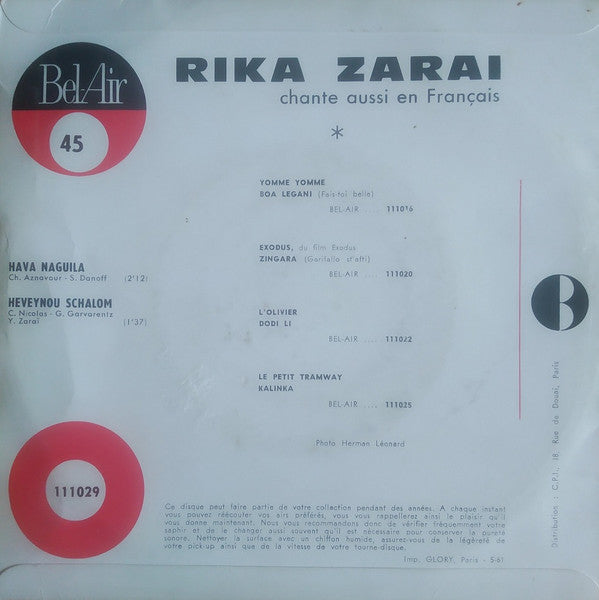 Bel Air
45
RIKA ZARAI
chante aussi en Français
*
YOMME YOMME
BOA LEGANI (Fais-toi belle)
BEL-AIR ..... 111016
EXODUS, du film Exodus
ZINGARA (Garifallo st'afti)
BEL-AIR ..... 111020
L'OLIVIER
DODI LI
BEL-AIR ..... 111022
LE PETIT TRAMWAY
KALINKA
BEL-AIR ..... 111025
HAVA NAGUILA
Ch. Aznavour - S. Danoff (2'12)
HEVEYNOU SCHALOM
C. Nicolas - G. Garvarentz
Y. Zaraï (1'37)
B
Photo Herman Léonard
111029
Ce disque peut faire partie de votre collection pendant des années. A chaque instant
vous pouvez réécouter vos airs préférés, vous vous rappellerez ainsi le plaisir qu'il
vous donne maintenant. Nous vous recommandons donc de vérifier fréquemment votre
saphir et de le changer aussi souvent qu'il est nécessaire pour conserver la pureté
sonore. Nettoyer la surface avec un chiffon humide, assurez-vous de la légèreté de
votre pick-up ainsi que de la vitesse de votre tourne-disque.
Imp. GLORY, Paris - 5-61
Distribution : C.P.I., 18, Rue de Douai, Paris